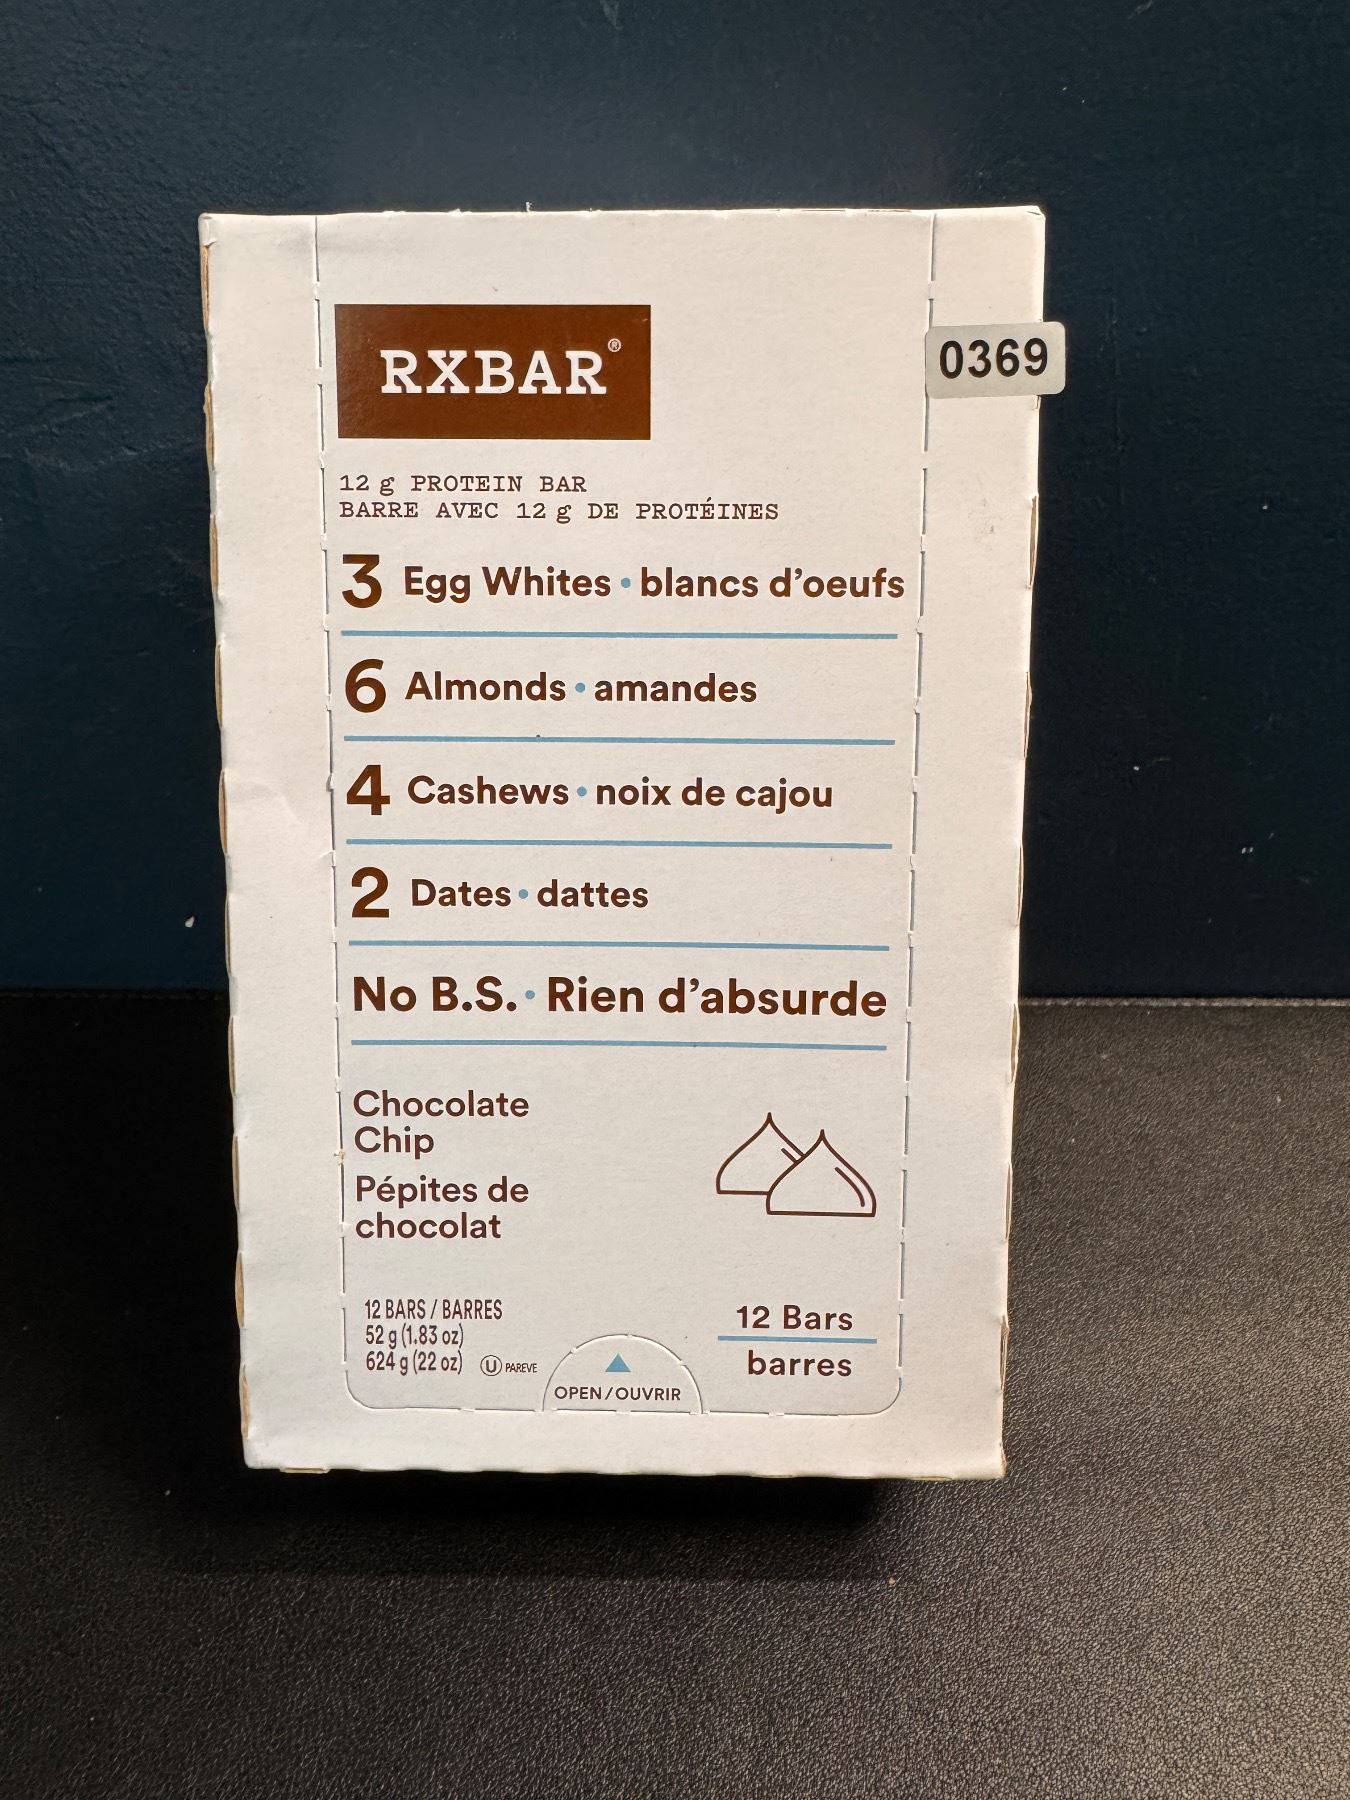 RXBAR®
0369
12 g PROTEIN BAR
BARRE AVEC 12 g DE PROTÉINES
3 Egg Whites • blancs d'oeufs
6 Almonds • amandes
4 Cashews • noix de cajou
2 Dates • dattes
No B.S. • Rien d'absurde
Chocolate
Chip
Pépites de
chocolat
12 BARS / BARRES
52 g (1.83 oz)
624 g (22 oz) U PAREVE
OPEN/OUVRIR
12 Bars
barres